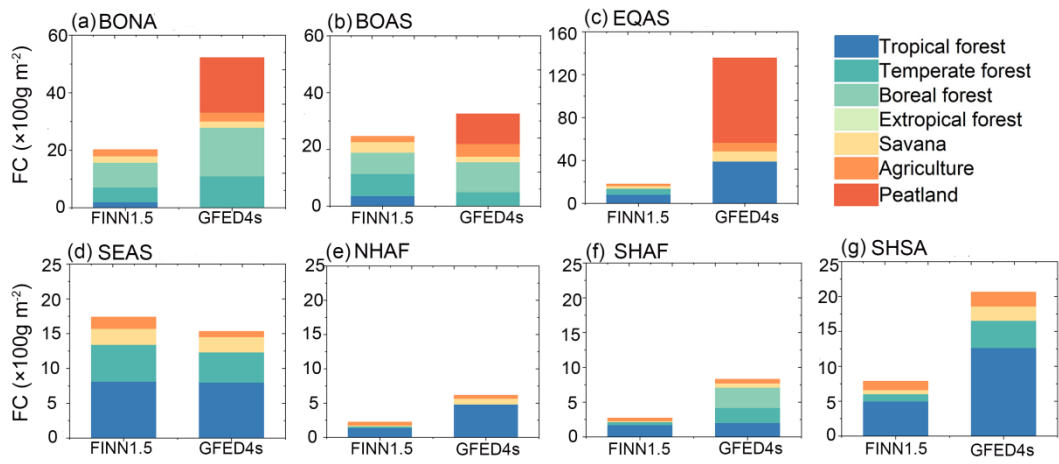 (a) BONA
FC (×100g m⁻²)
60
40
20
0
FINN1.5
GFED4s
(b) BOAS
60
40
20
0
FINN1.5
GFED4s
(c) EQAS
160
120
80
40
0
FINN1.5
GFED4s
Tropical forest
Temperate forest
Boreal forest
Extropical forest
Savana
Agriculture
Peatland
(d) SEAS
FC (×100g m⁻²)
25
20
15
10
5
0
FINN1.5
GFED4s
(e) NHAF
25
20
15
10
5
0
FINN1.5
GFED4s
(f) SHAF
25
20
15
10
5
0
FINN1.5
GFED4s
(g) SHSA
25
20
15
10
5
0
FINN1.5
GFED4s